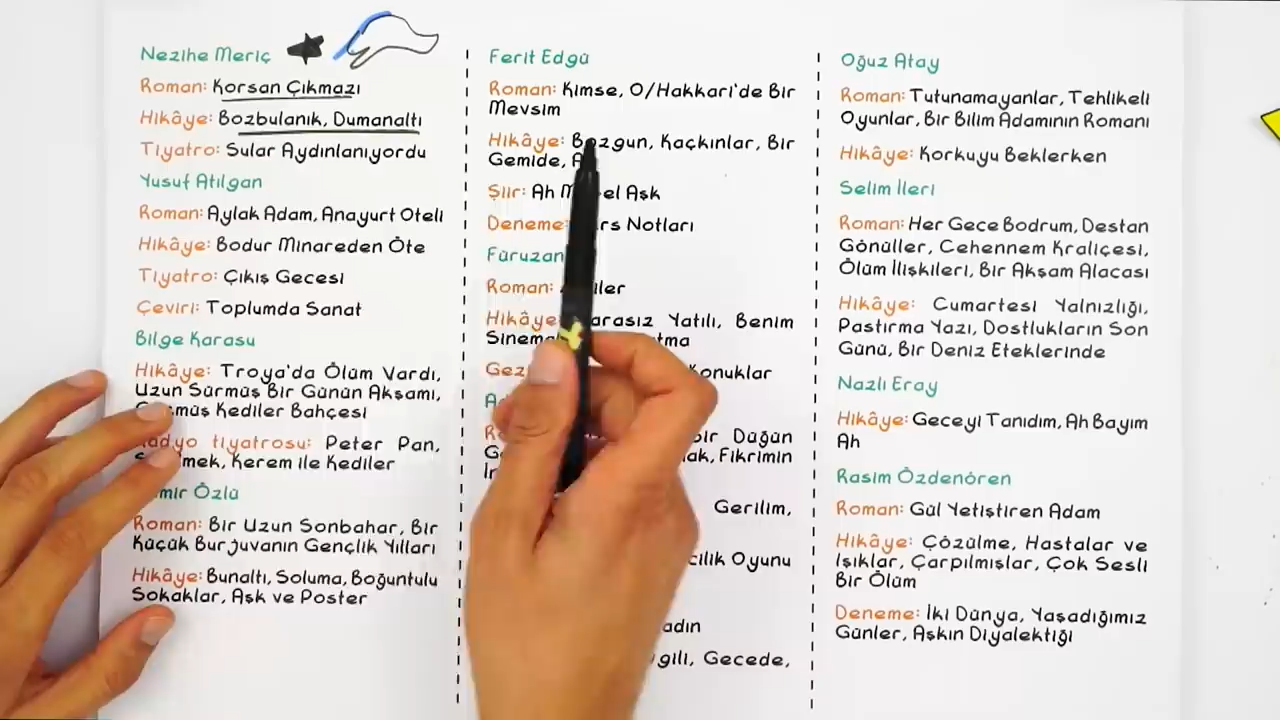 Nezihe Meriç
Roman: Korsan Çıkmazı
Hikâye: Bozbulanık, Dumanaltı
Tiyatro: Sular Aydınlanıyordu
Yusuf Atılgan
Roman: Aylak Adam, Anayurt Oteli
Hikâye: Bodur Minareden Öte
Tiyatro: Çıkış Gecesi
Çeviri: Toplumda Sanat
Bilge Karasu
Hikâye: Troya'da Ölüm Vardı,
Uzun Sürmüş Bir Günün Akşamı,
Kediler Bahçesi
tiyatrosu: Peter Pan,
Kerem ile Kediler
Özlü
Roman: Bir Uzun Sonbahar, Bir
Küçük Burjuvanın Gençlik Yılları
Hikâye: Bunaltı, Soluma, Boğuntulu
Sokaklar, Aşk ve Poster
Ferit Edgü
Roman: Kimse, O/Hakkari'de Bir
Mevsim
Hikâye: Bozgun, Kaçkınlar, Bir
Gemide,
Şiir: Ah Aşk
Deneme: Notları
Füruzan
Roman:
Hikâye: Yatılı, Benim
Konuklar
Bir Düğün
Fikrimin
Gerilim,
Oyunu
Gecede,
Oğuz Atay
Roman: Tutunamayanlar, Tehlikeli
Oyunlar, Bir Bilim Adamının Romanı
Hikâye: Korkuyu Beklerken
Selim İleri
Roman: Her Gece Bodrum, Destan
Gönüller, Cehennem Kraliçesi,
Ölüm İlişkileri, Bir Akşam Alacası
Hikâye: Cumartesi Yalnızlığı,
Pastırma Yazı, Dostlukların Son
Günü, Bir Deniz Eteklerinde
Nazlı Eray
Hikâye: Geceyi Tanıdım, Ah Bayım
Ah
Rasim Özdenören
Roman: Gül Yetiştiren Adam
Hikâye: Çözülme, Hastalar ve
Işıklar, Çarpılmışlar, Çok Sesli
Bir Ölüm
Deneme: İki Dünya, Yaşadığımız
Günler, Aşkın Diyalektiği